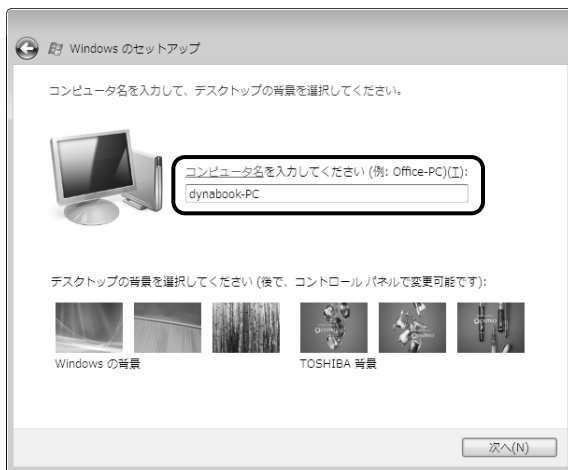 Windows のセットアップ
コンピュータ名を入力して、デスクトップの背景を選択してください。
コンピュータ名を入力してください (例: Office-PC)(I):
dynabook-PC
デスクトップの背景を選択してください (後で、コントロール パネルで変更可能です):
Qosmio
Windows の背景
TOSHIBA 背景
次へ(N)